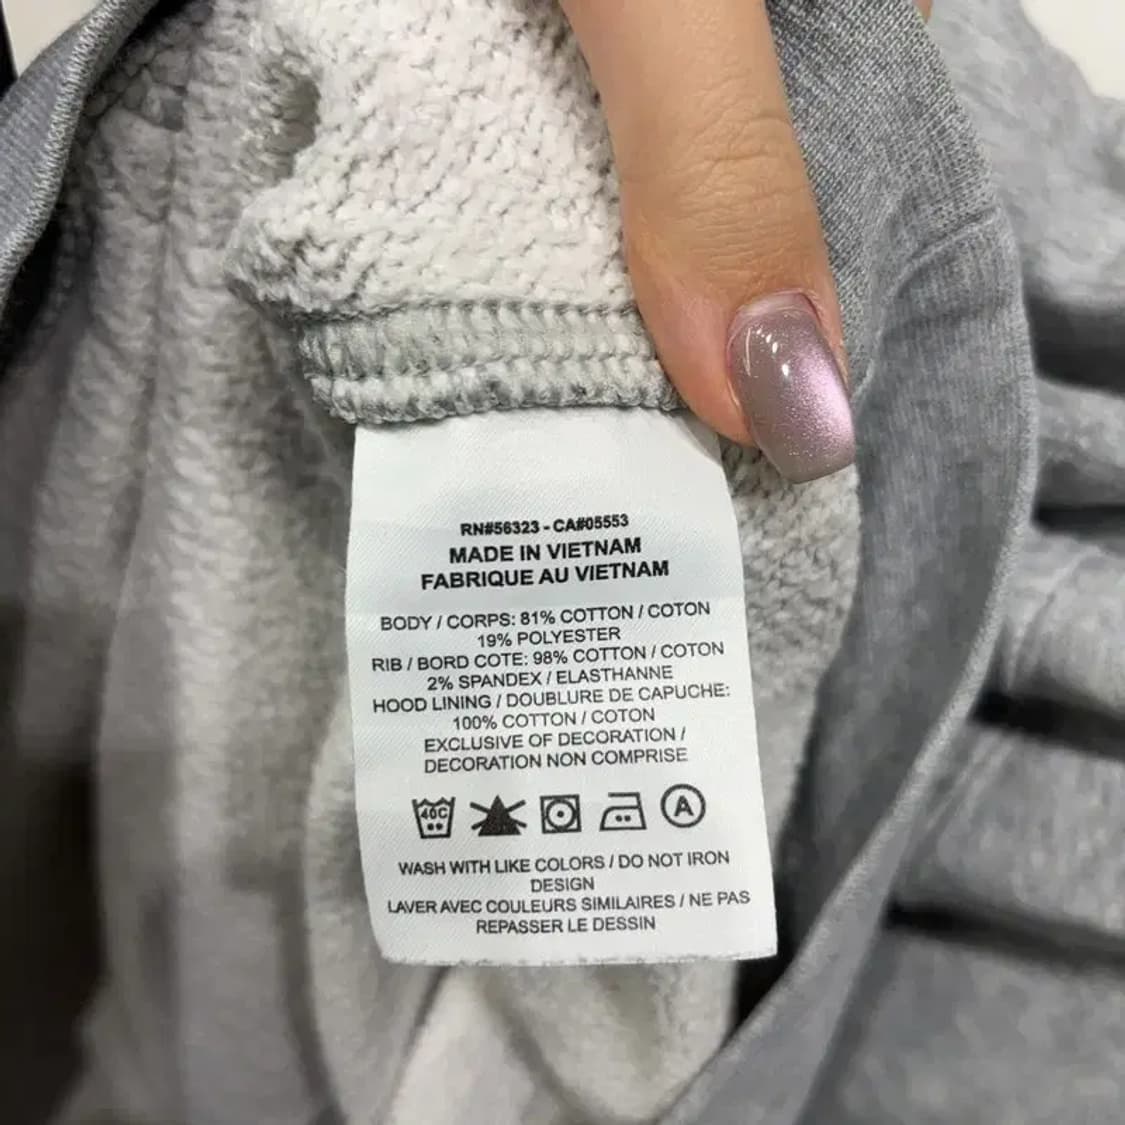 RN#56323 - CA#05553
MADE IN VIETNAM
FABRIQUE AU VIETNAM
BODY / CORPS: 81% COTTON / COTON
19% POLYESTER
RIB / BORD COTE: 98% COTTON / COTON
2% SPANDEX / ELASTHANNE
HOOD LINING / DOUBLURE DE CAPUCHE:
100% COTTON / COTON
EXCLUSIVE OF DECORATION /
DECORATION NON COMPRISE
40C A
WASH WITH LIKE COLORS / DO NOT IRON
DESIGN
LAVER AVEC COULEURS SIMILAIRES / NE PAS
REPASSER LE DESSIN